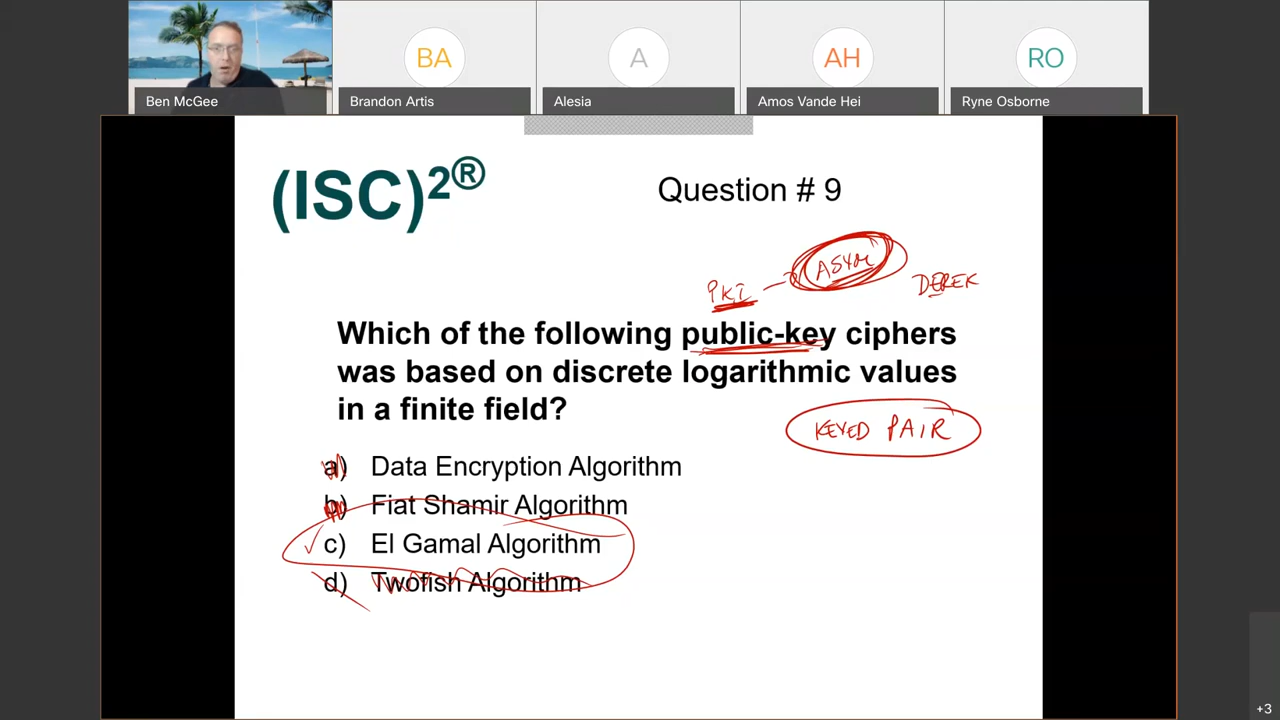 BA
A
AH
RO
Ben McGee
Brandon Artis
Alesia
Amos Vande Hei
Ryne Osborne
(ISC)²®
Question # 9
PKI
ASYM
DEREK
Which of the following public-key ciphers
was based on discrete logarithmic values
in a finite field?
KEYED PAIR
a) Data Encryption Algorithm
b) Fiat Shamir Algorithm
c) El Gamal Algorithm
d) Twofish Algorithm
+3